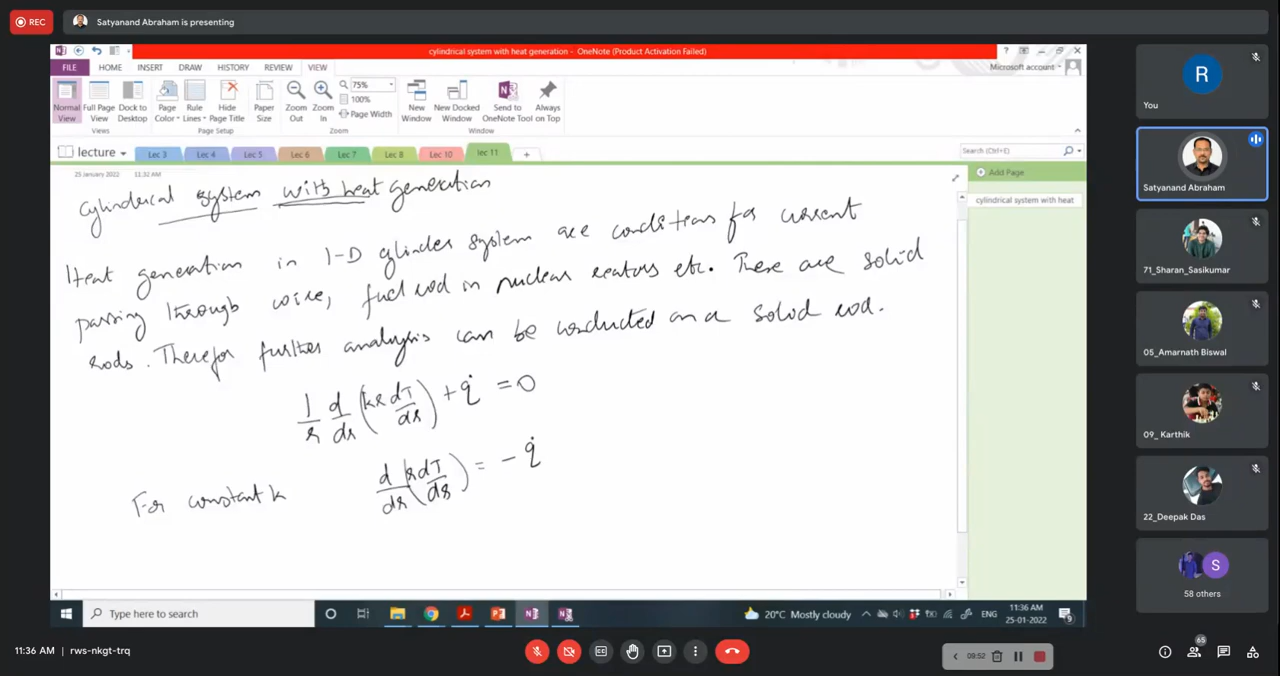 REC
Satyanand Abraham is presenting
cylindrical system with heat generation - OneNote (Product Activation Failed)
FILE HOME INSERT DRAW HISTORY REVIEW VIEW
Microsoft account
Normal View
Full Page View
Dock to Desktop
Page Color
Rule Lines
Hide Page Title
Paper Size
Zoom Out
Zoom In
75%
100%
Page Width
New Window
New Docked Window
Send to OneNote Tool
Always on Top
Views
Page Setup
Zoom
Window
lecture
Lec 3
Lec 4
Lec 5
Lec 6
Lec 7
Lec 8
Lec 10
lec 11
Search (Ctrl+E)
25 January 2022 11:32 AM
Add Page
cylindrical system with heat
cylindrical system with heat generation
Heat generation in 1-D cylinder system are conditions for current
passing through wire, fuel rod in nuclear reators etc. These are solid
rods. Therefor further analysis can be conducted on a solid rod.
1/r d/dr (kr dT/dr) + q̇ = 0
For constant k d/dr (r dT/dr) = - q̇
Type here to search
20°C Mostly cloudy
ENG
11:36 AM
25-01-2022
9
R
You
Satyanand Abraham
71_Sharan_Sasikumar
05_Amarnath Biswal
09_ Karthik
22_Deepak Das
S
58 others
11:36 AM | rws-nkgt-trq
09:52
65